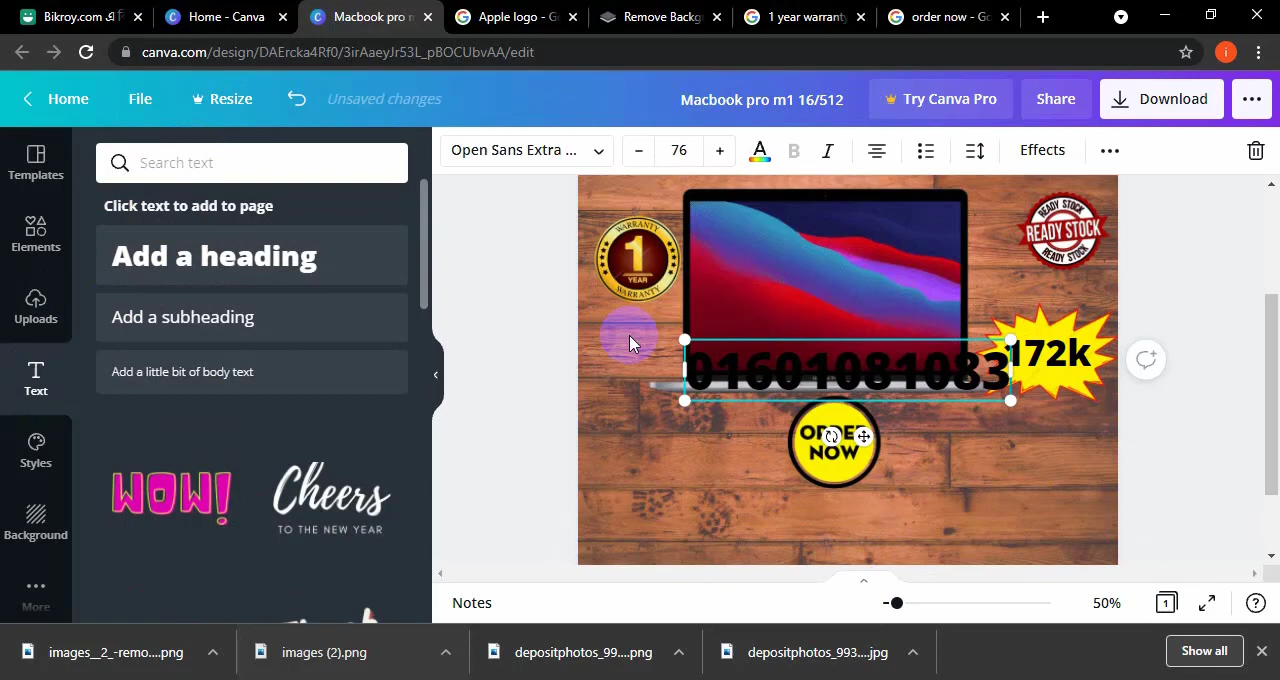 Bikroy.com
Home - Canva
Macbook pro m
Apple logo - G
Remove Backg
1 year warranty
order now - Go
canva.com/design/DAErcka4Rf0/3irAaeyJr53L_pBOCUbvAA/edit
i
Home
File
Resize
Unsaved changes
Macbook pro m1 16/512
Try Canva Pro
Share
Download
Templates
Elements
Uploads
Text
Styles
Background
More
Search text
Click text to add to page
Add a heading
Add a subheading
Add a little bit of body text
WOW!
Cheers
TO THE NEW YEAR
Open Sans Extra ...
76
A
B
I
Effects
WARRANTY
1
YEAR
WARRANTY
READY STOCK
READY STOCK
READY STOCK
172k
01601081083
ORDER
NOW
Notes
50%
1
?
images__2_-remo....png
images (2).png
depositphotos_99....png
depositphotos_993....jpg
Show all